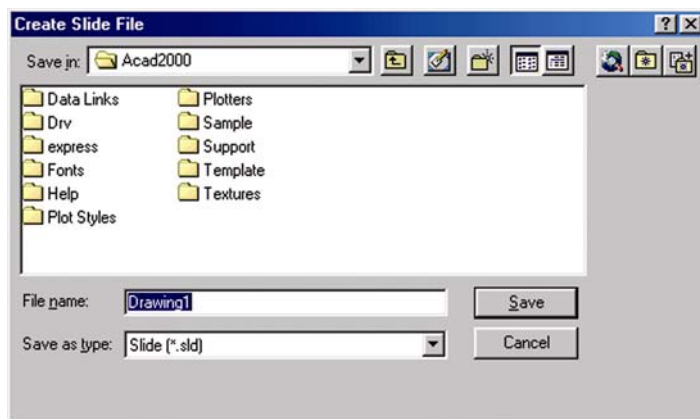 Create Slide File
Save in: Acad2000
Data Links
Drv
express
Fonts
Help
Plot Styles
Plotters
Sample
Support
Template
Textures
File name: Drawing1
Save
Save as type: Slide (*.sld)
Cancel